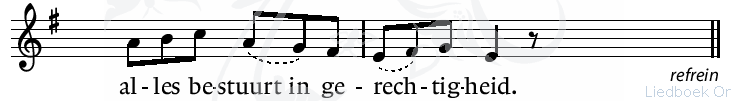 al - les be-stuurt in ge - rech-tig-heid.
refrein
Liedboek Or